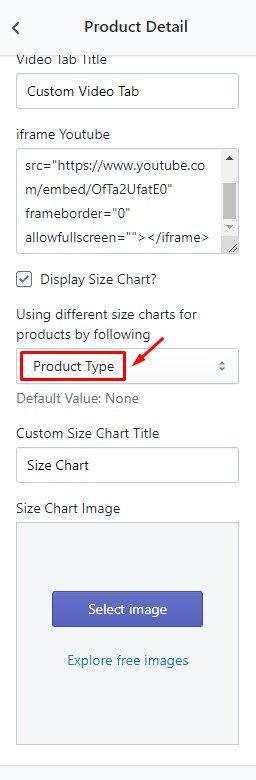 Product Detail
Video Tab Title
Custom Video Tab
iframe Youtube
src="https://www.youtube.co
m/embed/OfTa2UfatE0"
frameborder="0"
allowfullscreen=""></iframe>
Display Size Chart?
Using different size charts for
products by following
Product Type
Default Value: None
Custom Size Chart Title
Size Chart
Size Chart Image
Select image
Explore free images